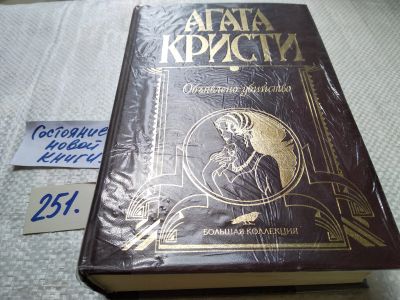 АГАТА
КРИСТИ
Объявлено убийство
БОЛЬШАЯ КОЛЛЕКЦИЯ
Состояние
новой
книги.
251.